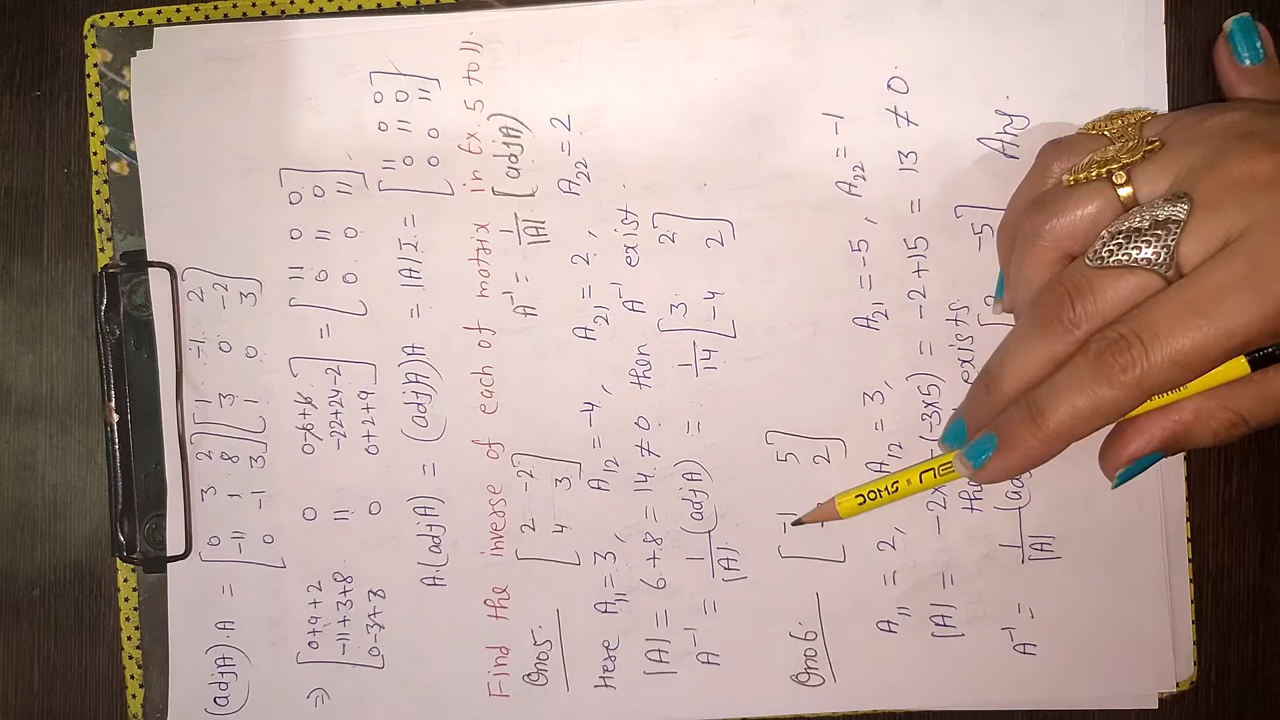 (adjA).A = [0 3 2 [1 -1 2
-11 1 8 3 0 -2
0 -1 3] 1 0 3]
⇒ [0+9+2 0 0-6+6 = [11 0 0
-11+3+8 11 -22+24-2 0 11 0
0-3+3 0 0+2+9] 0 0 11]
A.(adjA) = (adjA)A = |A|I = [11 0 0
0 11 0
0 0 11]
Find the inverse of each of matrix in Ex. 5 to 11.
Qno5. [2 -2 A⁻¹ = 1/|A|. [adjA)
4 3]
Here A₁₁=3, A₁₂=-4, A₂₁=2, A₂₂=2
|A| = 6+8=14≠0 then A⁻¹ exist.
A⁻¹ = 1/|A| (adjA) = 1/14 [3 2
-4 2]
Qno6. [-1 5
2]
A₁₁ = 2, A₁₂ = 3, A₂₁ = -5, A₂₂ = -1
|A| = -2 (-3x5) = -2+15 = 13 ≠ 0.
exists.
A⁻¹ = 1/|A| -5] Ans.
5HOC